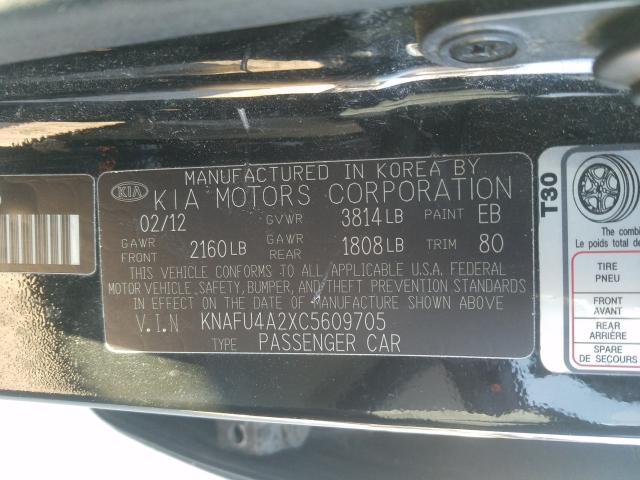 MANUFACTURED IN KOREA BY
KIA KIA MOTORS CORPORATION
02/12 GVWR 3814 LB PAINT EB
GAWR FRONT 2160 LB GAWR REAR 1808 LB TRIM 80
THIS VEHICLE CONFORMS TO ALL APPLICABLE U.S.A. FEDERAL
MOTOR VEHICLE, SAFETY, BUMPER, AND THEFT PREVENTION STANDARDS
IN EFFECT ON THE DATE OF MANUFACTURE SHOWN ABOVE
V.I.N KNAFU4A2XC5609705
TYPE PASSENGER CAR
T30
The combi
Le poids total de
TIRE
PNEU
FRONT
AVANT
REAR
ARRIÈRE
SPARE
DE SECOURS